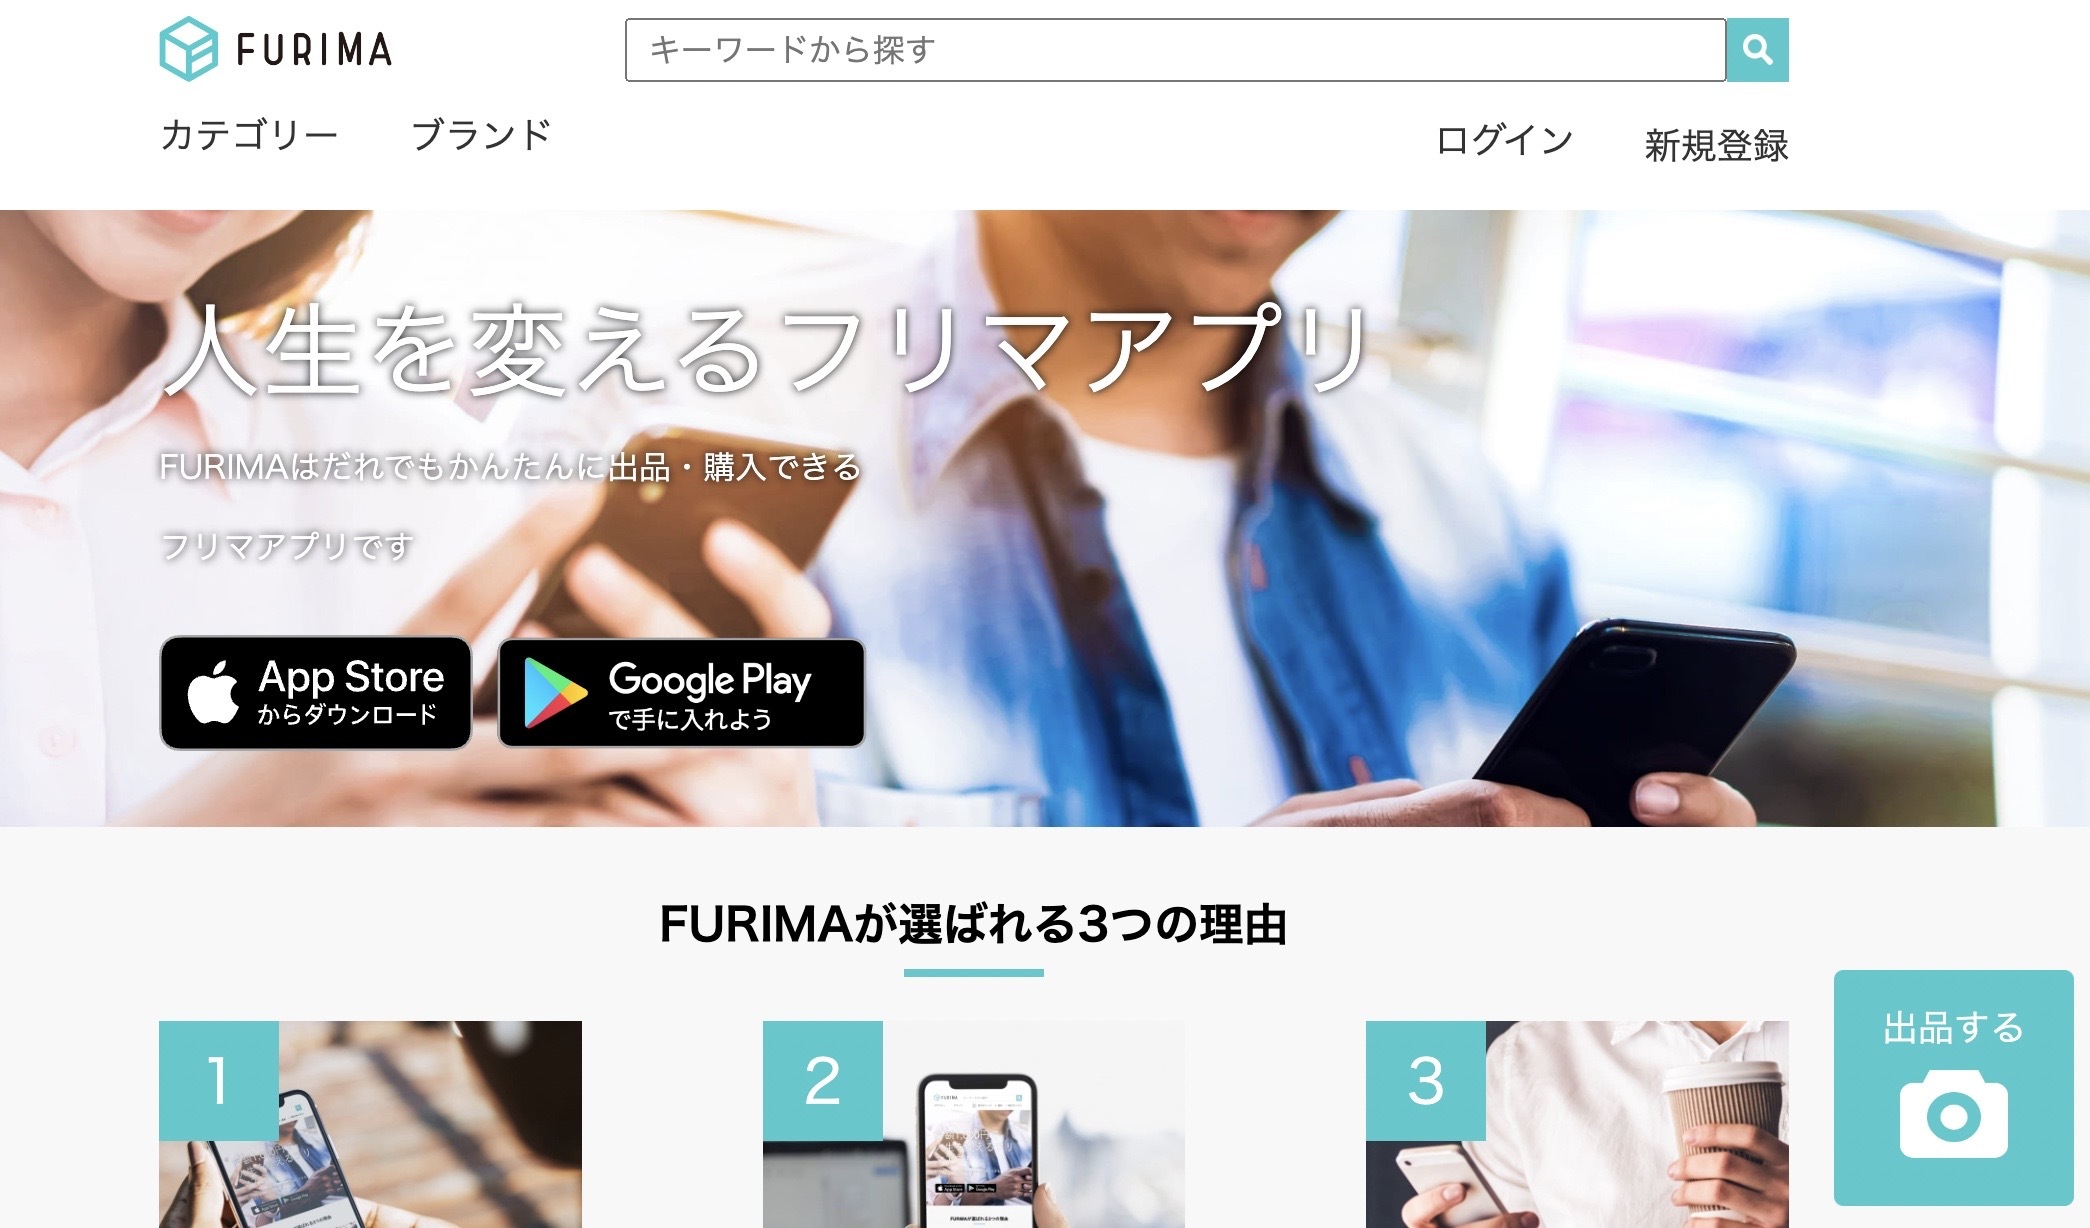 FURIMA
キーワードから探す
カテゴリー
ブランド
ログイン
新規登録
人生を変えるフリマアプリ
FURIMAはだれでもかんたんに出品・購入できる
フリマアプリです
App Store
からダウンロード
Google Play
で手に入れよう
FURIMAが選ばれる3つの理由
1
2
3
出品する